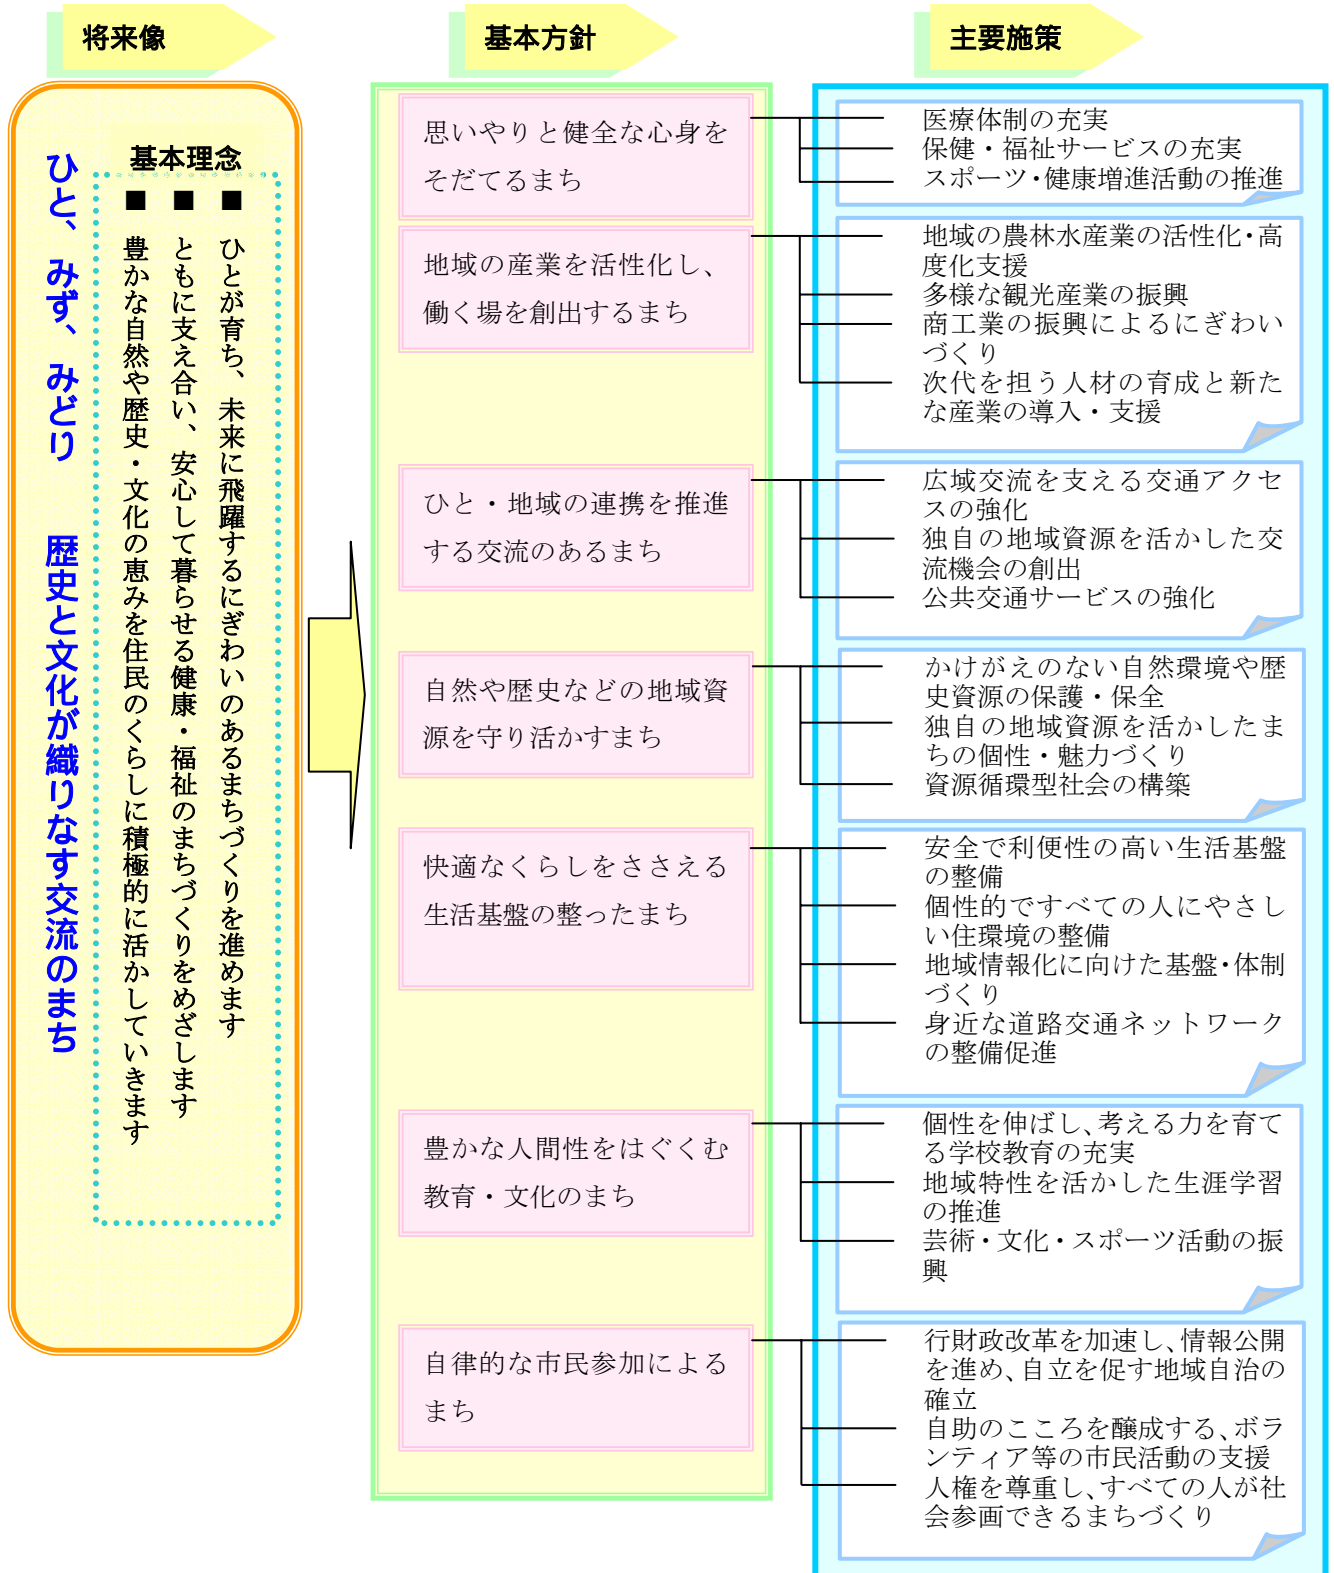 将来像
基本方針
主要施策
ひと、みず、みどり　歴史と文化が織りなす交流のまち
基本理念
■ ひとが育ち、未来に飛躍するにぎわいのあるまちづくりを進めます
■ ともに支え合い、安心して暮らせる健康・福祉のまちづくりをめざします
■ 豊かな自然や歴史・文化の恵みを住民のくらしに積極的に活かしていきます
思いやりと健全な心身を
そだてるまち
医療体制の充実
保健・福祉サービスの充実
スポーツ・健康増進活動の推進
地域の産業を活性化し、
働く場を創出するまち
地域の農林水産業の活性化・高
度化支援
多様な観光産業の振興
商工業の振興によるにぎわい
づくり
次代を担う人材の育成と新た
な産業の導入・支援
ひと・地域の連携を推進
する交流のあるまち
広域交流を支える交通アクセ
スの強化
独自の地域資源を活かした交
流機会の創出
公共交通サービスの強化
自然や歴史などの地域資
源を守り活かすまち
かけがえのない自然環境や歴
史資源の保護・保全
独自の地域資源を活かしたま
ちの個性・魅力づくり
資源循環型社会の構築
快適なくらしをささえる
生活基盤の整ったまち
安全で利便性の高い生活基盤
の整備
個性的ですべての人にやさし
い住環境の整備
地域情報化に向けた基盤・体制
づくり
身近な道路交通ネットワーク
の整備促進
豊かな人間性をはぐくむ
教育・文化のまち
個性を伸ばし、考える力を育て
る学校教育の充実
地域特性を活かした生涯学習
の推進
芸術・文化・スポーツ活動の振
興
自律的な市民参加による
まち
行財政改革を加速し、情報公開
を進め、自立を促す地域自治の
確立
自助のこころを醸成する、ボラ
ンティア等の市民活動の支援
人権を尊重し、すべての人が社
会参画できるまちづくり